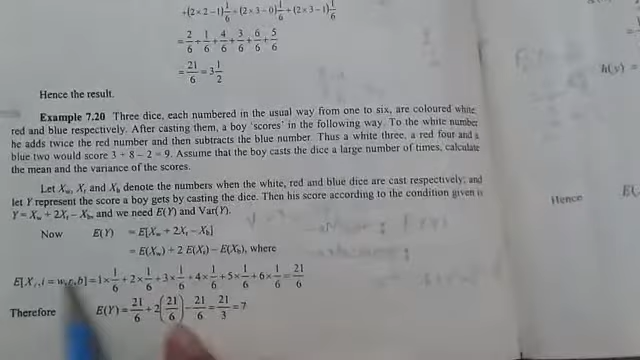 +(2×2−1)1/6+(2×3−0)1/6+(2×3−1)1/6
=2/6+1/6+4/6+3/6+6/6+5/6
=21/6=3 1/2
Hence the result.
Example 7.20 Three dice, each numbered in the usual way from one to six, are coloured white,
red and blue respectively. After casting them, a boy 'scores' in the following way. To the white number
he adds twice the red number and then subtracts the blue number. Thus a white three, a red four and a
blue two would score 3 + 8 − 2 = 9. Assume that the boy casts the dice a large number of times, calculate
the mean and the variance of the scores.
Let Xw, Xr and Xb denote the numbers when the white, red and blue dice are cast respectively; and
let Y represent the score a boy gets by casting the dice. Then his score according to the condition given is
Y = Xw + 2Xr − Xb, and we need E(Y) and Var(Y).
Now E(Y) = E[Xw + 2Xr − Xb]
= E(Xw) + 2 E(Xr) − E(Xb), where
E[Xi, i = w,r,b] = 1×1/6+2×1/6+3×1/6+4×1/6+5×1/6+6×1/6=21/6
Therefore E(Y)=21/6+2(21/6)−21/6=21/3=7
h(y) =
Hence